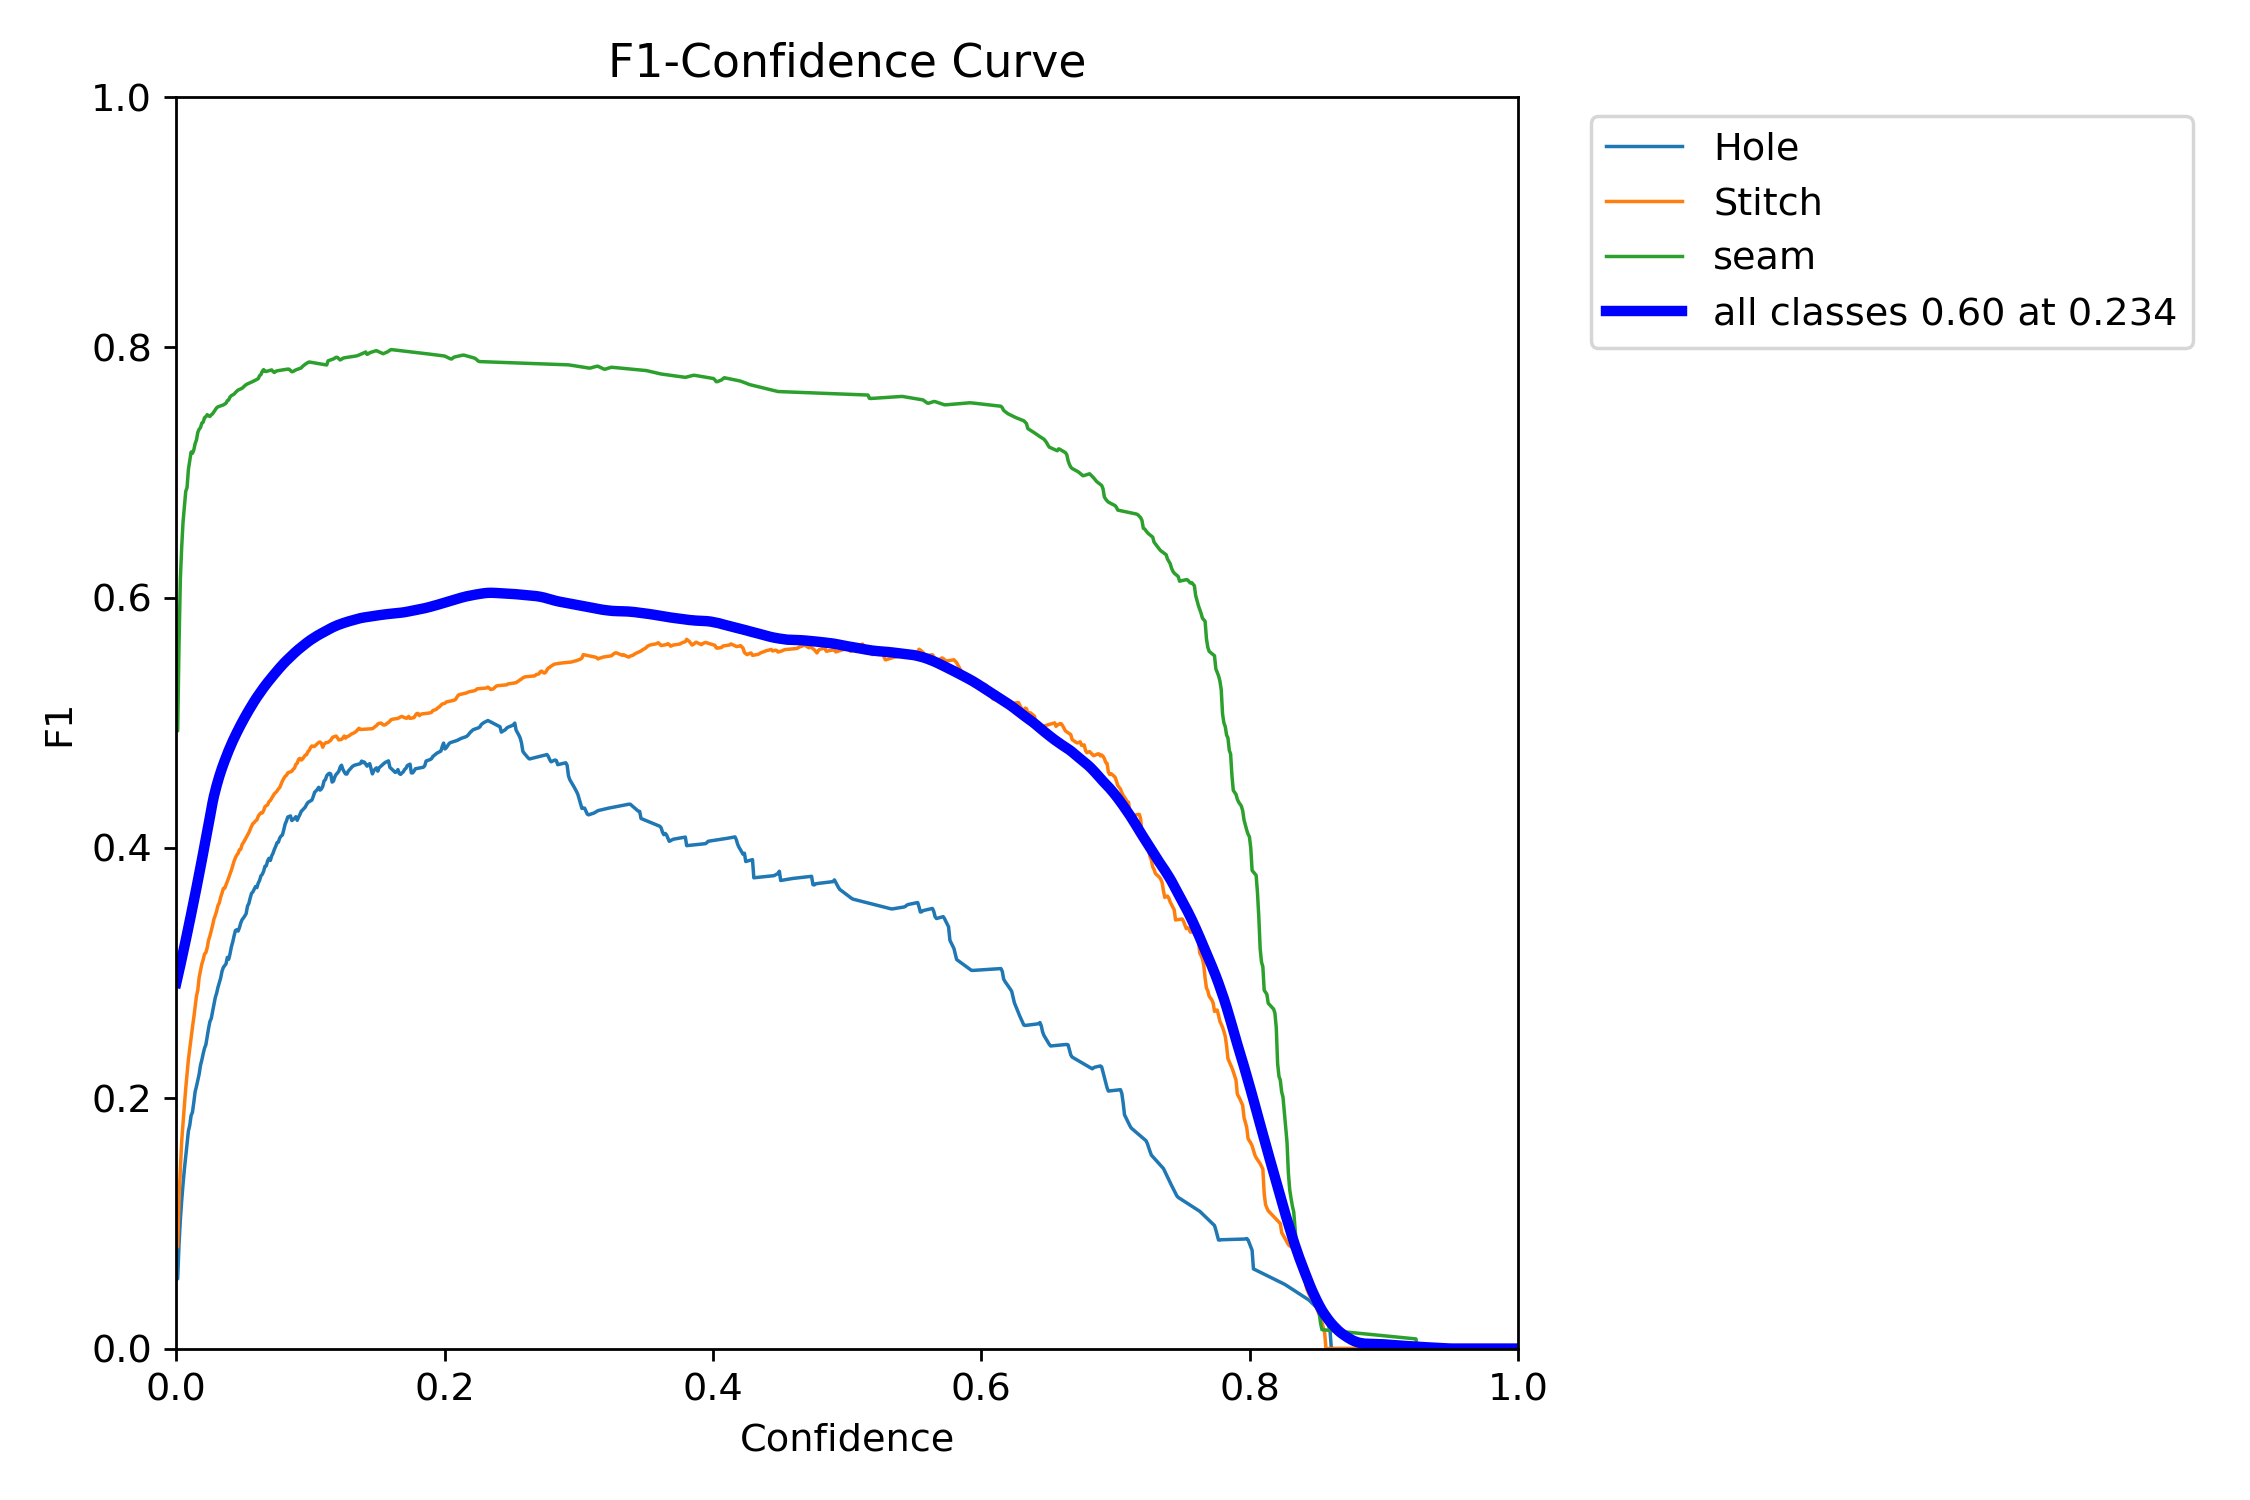 F1-Confidence Curve
1.0
0.8
0.6
0.4
0.2
0.0
F1
0.0 0.2 0.4 0.6 0.8 1.0
Confidence
Hole
Stitch
seam
all classes 0.60 at 0.234